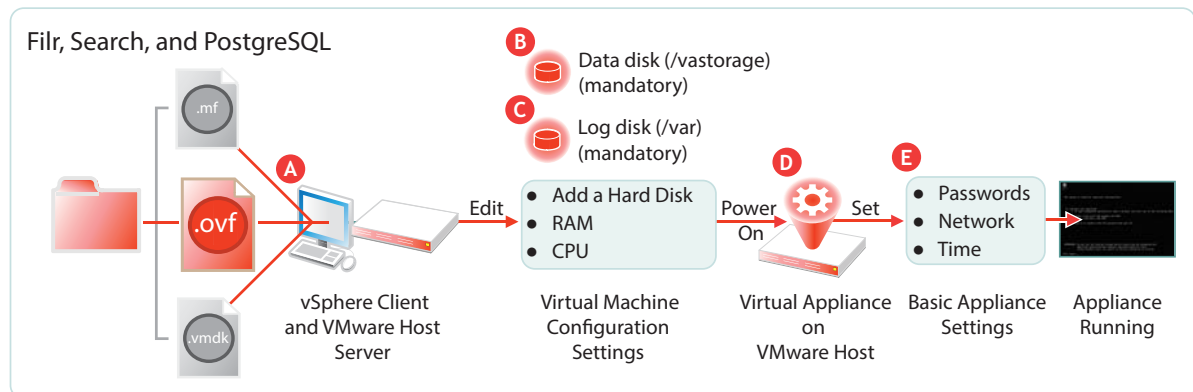 Filr, Search, and PostgreSQL
.mf
.ovf
.vmdk
A
vSphere Client
and VMware Host
Server
Edit
B
Data disk (/vastorage)
(mandatory)
C
Log disk (/var)
(mandatory)
● Add a Hard Disk
● RAM
● CPU
Virtual Machine
Configuration
Settings
Power
On
D
Virtual Appliance
on
VMware Host
Set
E
● Passwords
● Network
● Time
Basic Appliance
Settings
Appliance
Running